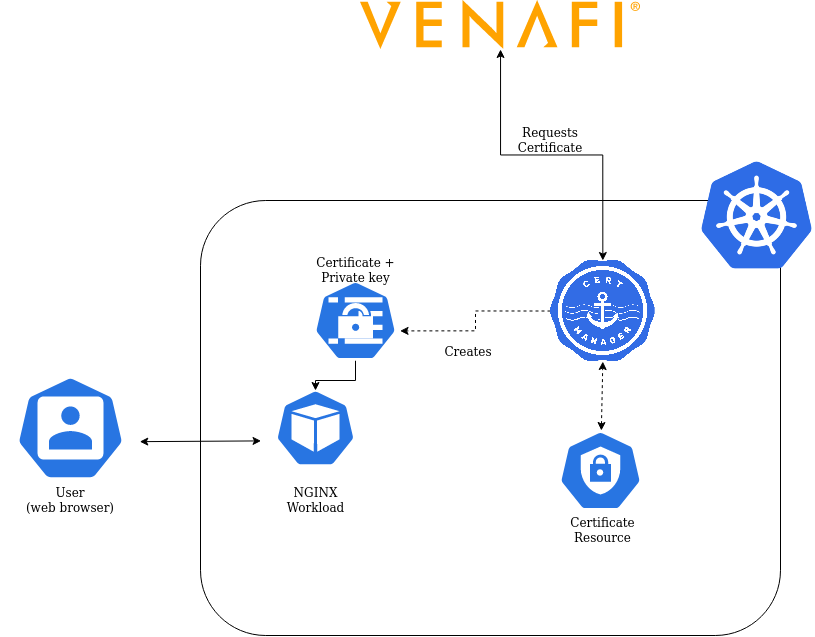 VENAFI®
Requests
Certificate
Certificate +
Private key
CERT
MANAGER
Creates
User
(web browser)
NGINX
Workload
Certificate
Resource